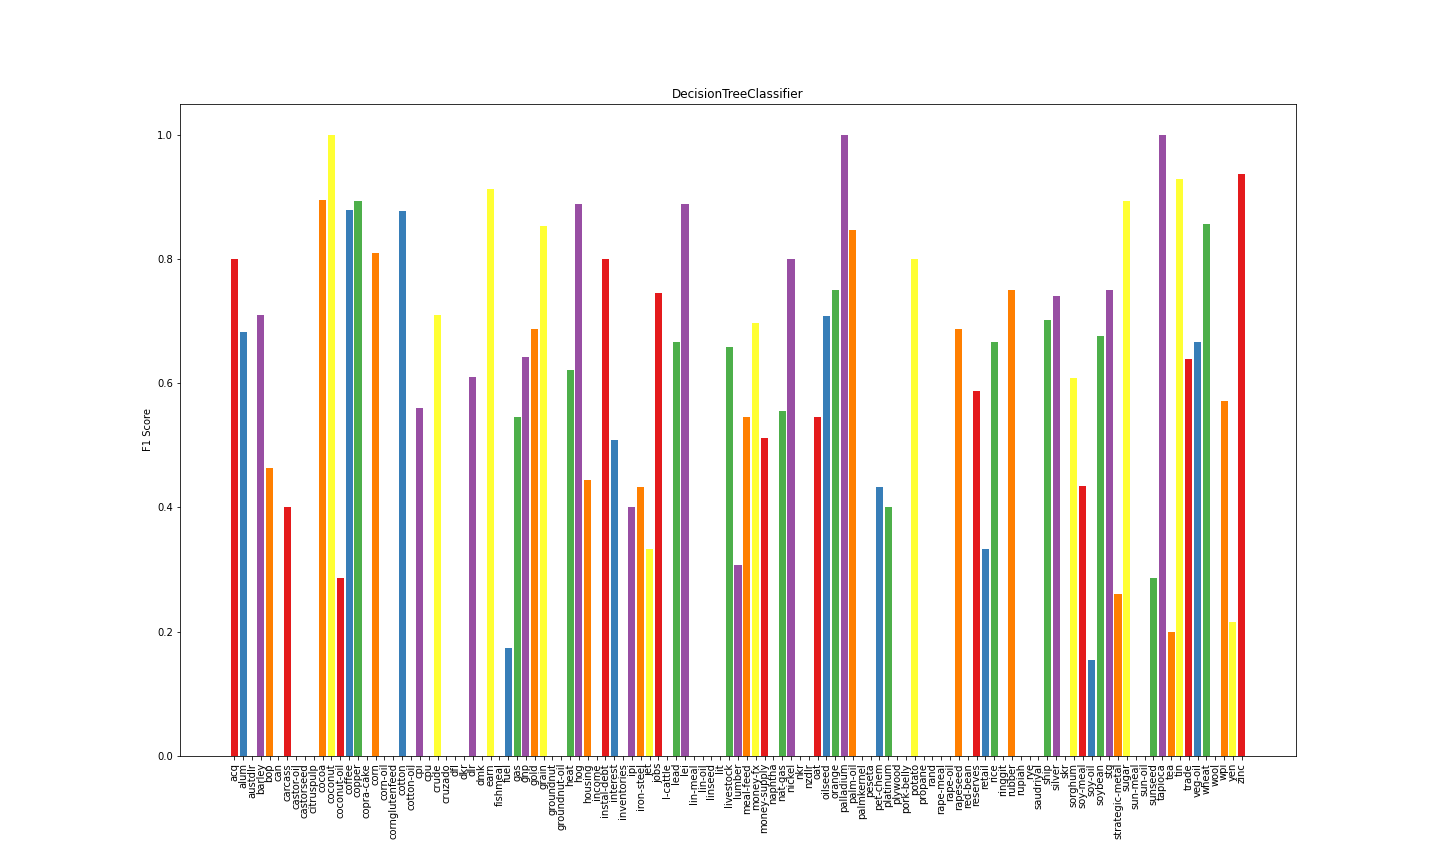 DecisionTreeClassifier
1.0
0.8
0.6
0.4
0.2
0.0
F1 Score
acq
alum
austdlr
barley
bop
can
carcass
castor-oil
castorseed
citruspulp
cocoa
coconut
coconut-oil
coffee
copper
copra-cake
corn
corn-oil
cornglutenfeed
cotton
cotton-oil
cpi
cpu
crude
cruzado
dfl
dkr
dlr
dmk
earn
fishmeal
fuel
gas
gnp
gold
grain
groundnut
groundnut-oil
heat
hog
housing
income
instal-debt
interest
inventories
ipi
iron-steel
jet
jobs
l-cattle
lead
lei
lin-meal
lin-oil
linseed
lit
livestock
lumber
meal-feed
money-fx
money-supply
naphtha
nat-gas
nickel
nkr
nzdlr
oat
oilseed
orange
palladium
palm-oil
palmkernel
peseta
pet-chem
platinum
plywood
pork-belly
potato
propane
rand
rape-meal
rape-oil
rapeseed
red-bean
reserves
retail
rice
ringgit
rubber
rupiah
rye
saudriyal
ship
silver
skr
sorghum
soy-meal
soy-oil
soybean
stg
strategic-metal
sugar
sun-meal
sun-oil
sunseed
tapioca
tea
tin
trade
veg-oil
wheat
wool
wpi
yen
zinc